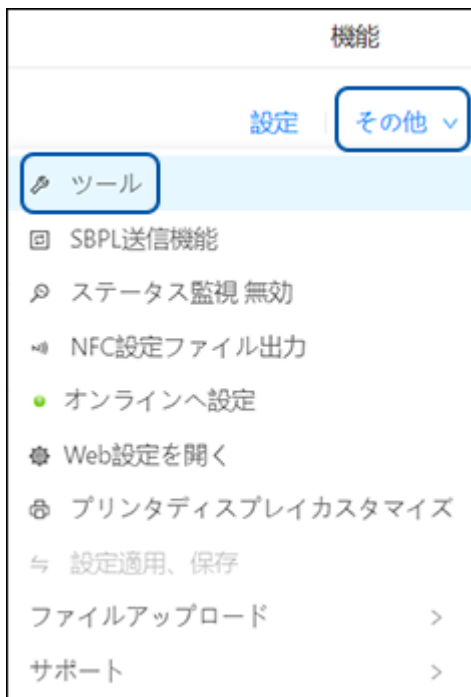 機能
設定
その他
ツール
SBPL送信機能
ステータス監視 無効
NFC設定ファイル出力
オンラインへ設定
Web設定を開く
プリンタディスプレイカスタマイズ
設定適用、保存
ファイルアップロード
サポート